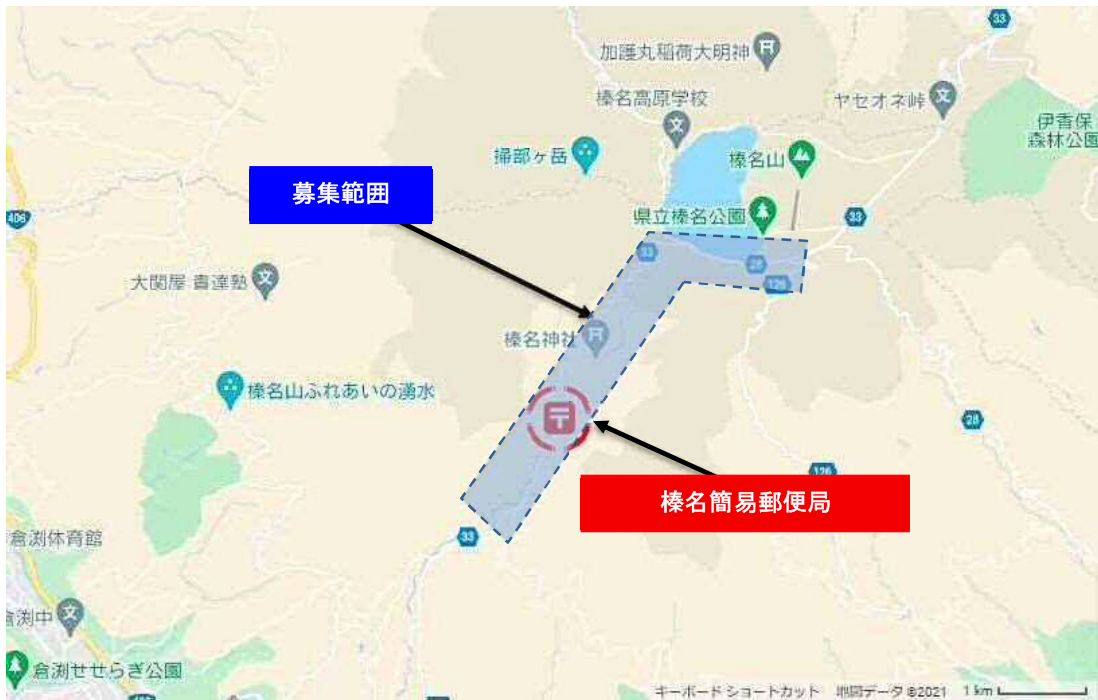 33
加護丸稲荷大明神
榛名高原学校
ヤセオネ峠
伊香保
森林公園
掃部ヶ岳
榛名山
募集範囲
406
県立榛名公園
33
33
28
126
大関屋 貴達塾
榛名神社
榛名山ふれあいの湧水
28
126
榛名簡易郵便局
33
倉渕体育館
倉渕中
倉渕せせらぎ公園
406
キーボード ショートカット 地図データ ©2021 1 km